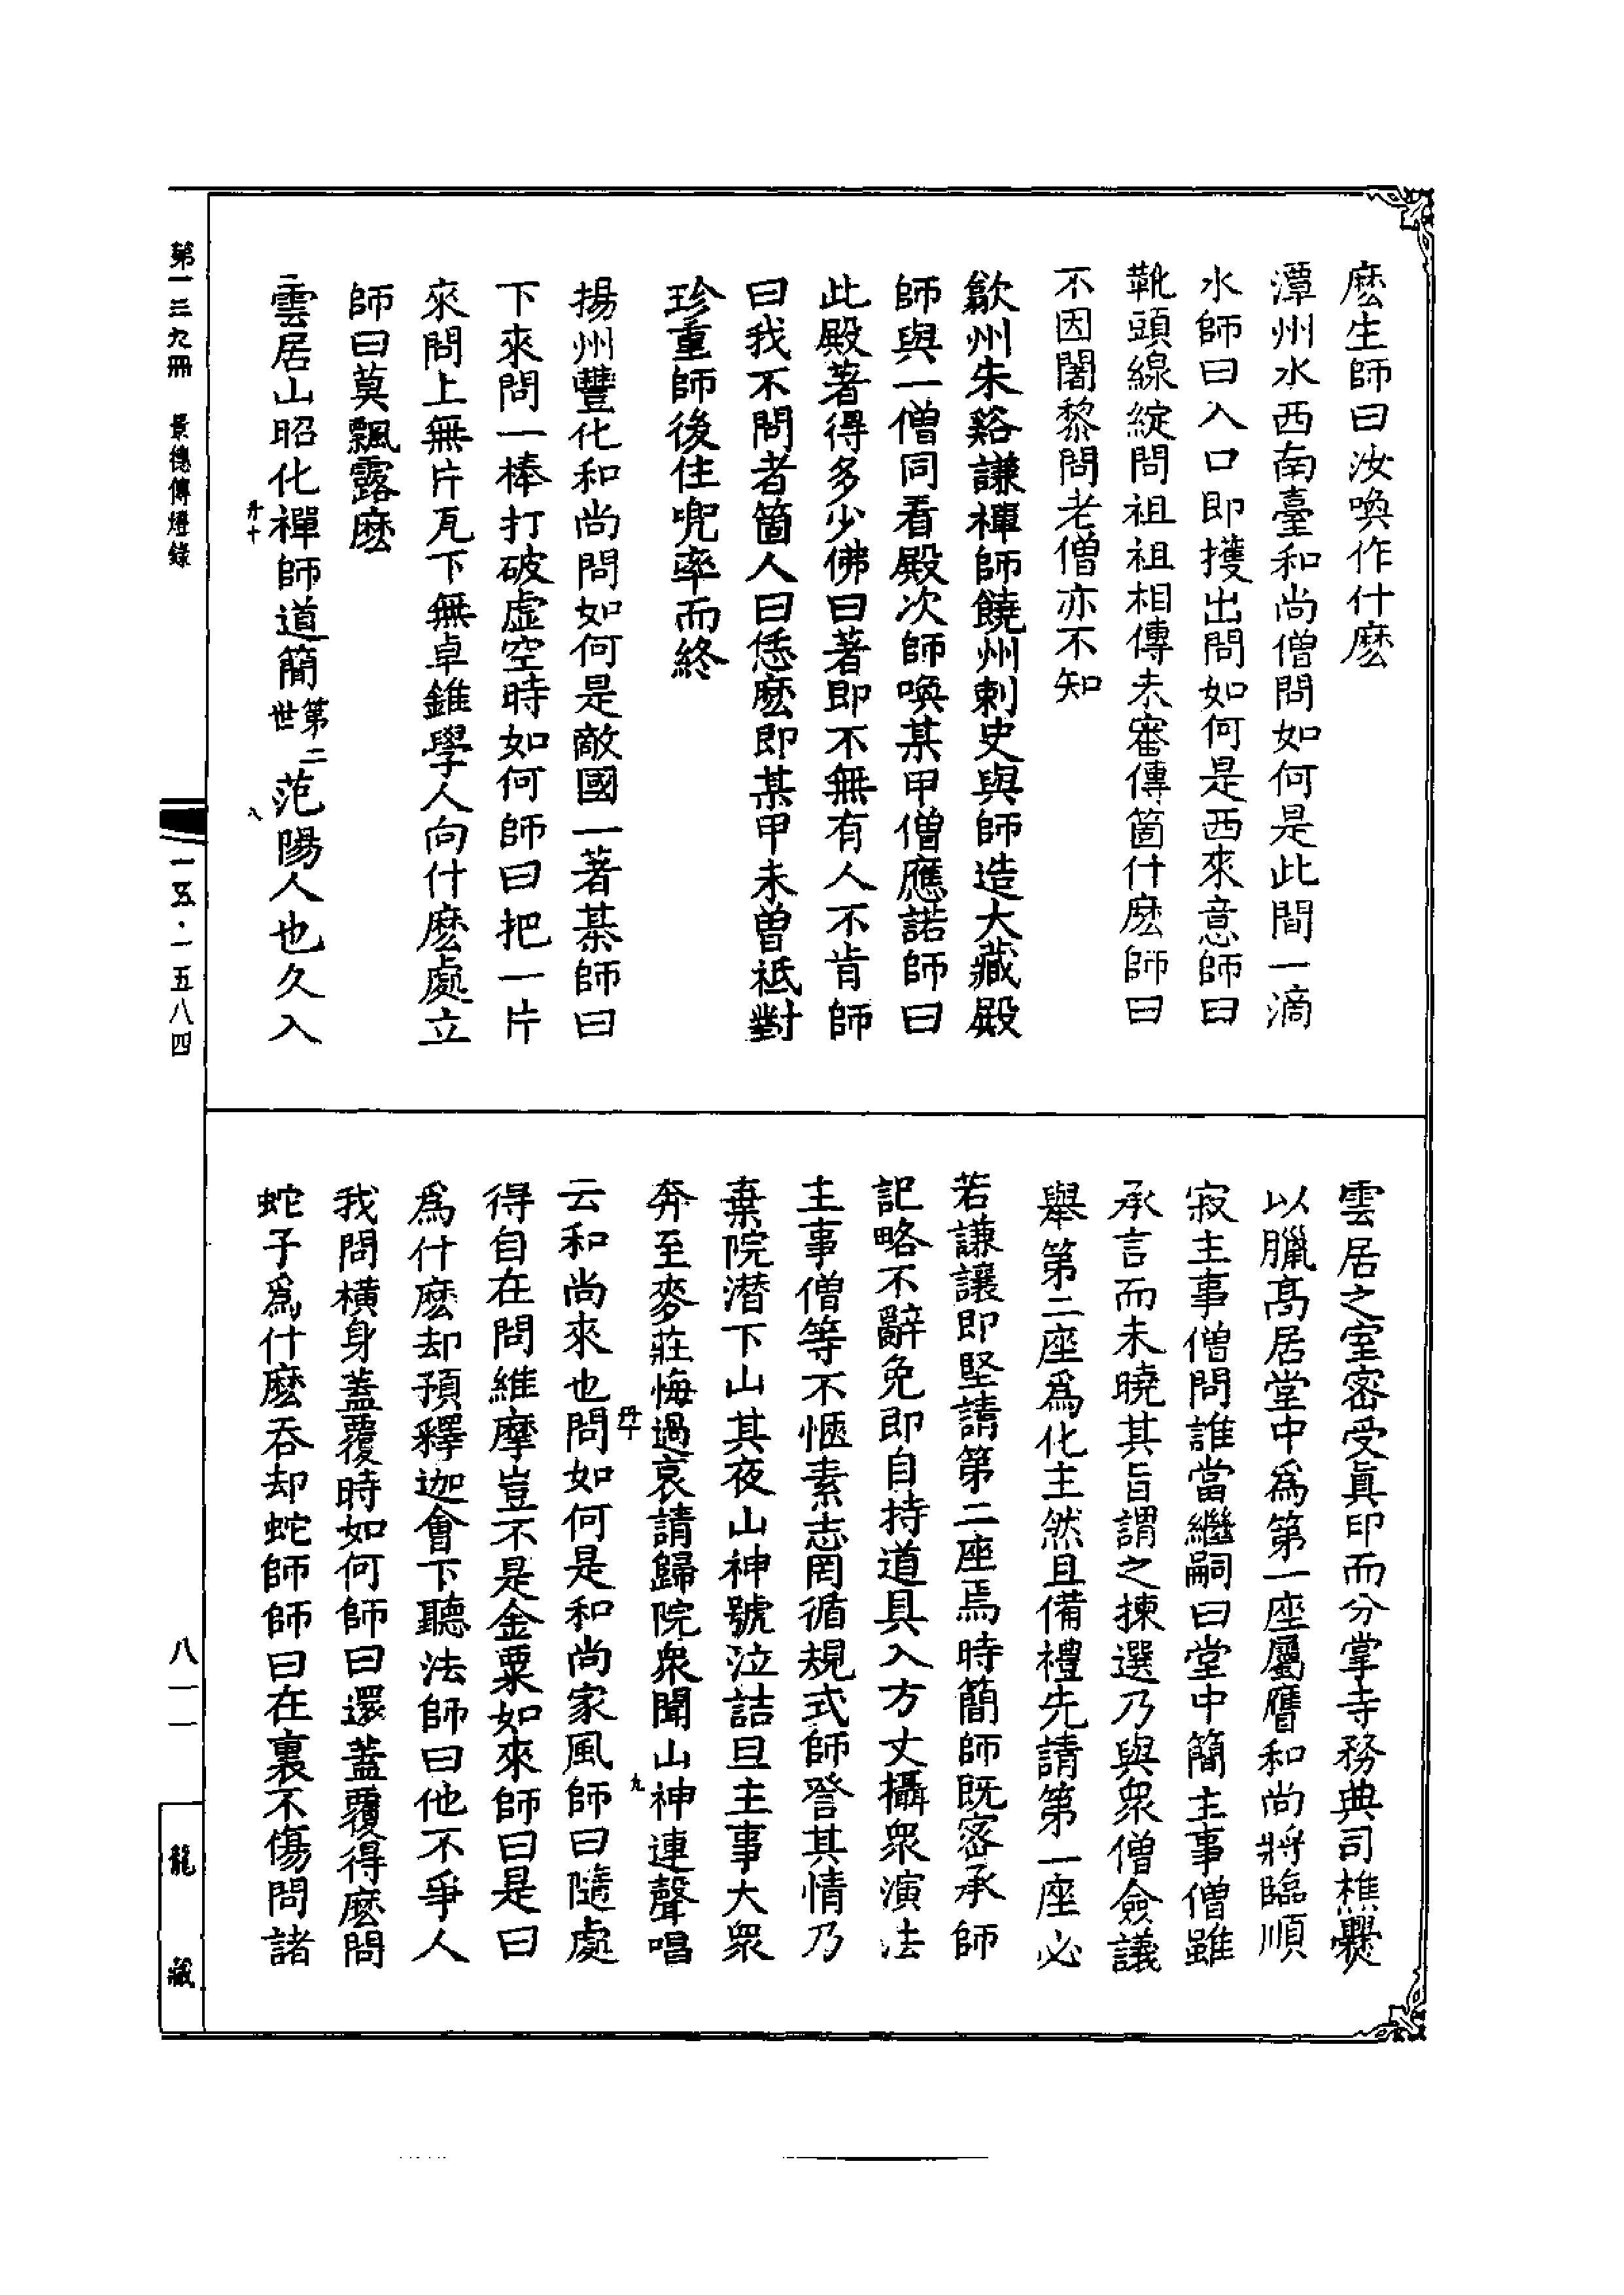 麽生師曰汝喚作什麽
潭州水西南臺和尚僧問如何是此間一滴
水師曰入口即擭出問如何是西來意師曰
靴頭線綻問祖祖相傳未審傳箇什麽師曰
不因闍黎問老僧亦不知
歙州朱谿謙禪師饒州刺史與師造大藏殿
師與一僧同看殿次師喚某甲僧應諾師曰
此殿著得多少佛曰著即不無有人不肯師
曰我不問者箇人曰恁麽即某甲未曾祗對
珍重師後住兜率而終
揚州豐化和尚問如何是敵國一著棊師曰
下來問一棒打破虛空時如何師曰把一片
來問上無片瓦下無卓錐學人向什麽處立
師曰莫飄露麽
雲居山昭化禪師道簡第二世范陽人也久入
雲居之室密受眞印而分掌寺務典司樵爨
以臘高居堂中爲第一座屬膺和尚將臨順
寂主事僧問誰當繼嗣曰堂中簡主事僧雖
承言而未曉其旨謂之揀選乃與衆僧僉議
舉第二座爲化主然且備禮先請第一座必
若謙讓即堅請第二座焉時簡師既密承師
記略不辭免即自持道具入方丈攝衆演法
主事僧等不愜素志罔循規式師詧其情乃
棄院潛下山其夜山神號泣詰旦主事大衆
奔至麥莊悔過哀請歸院衆聞山神連聲唱
云和尚來也問如何是和尚家風師曰隨處
得自在問維摩豈不是金粟如來師曰是曰
爲什麽却預釋迦會下聽法師曰他不爭人
我問橫身蓋覆時如何師曰還蓋覆得麽問
蛇子爲什麽吞却蛇師師曰在裏不傷問諸
第一三九冊 景德傳燈錄
一五·一五八四
八一一
龍藏
八
九